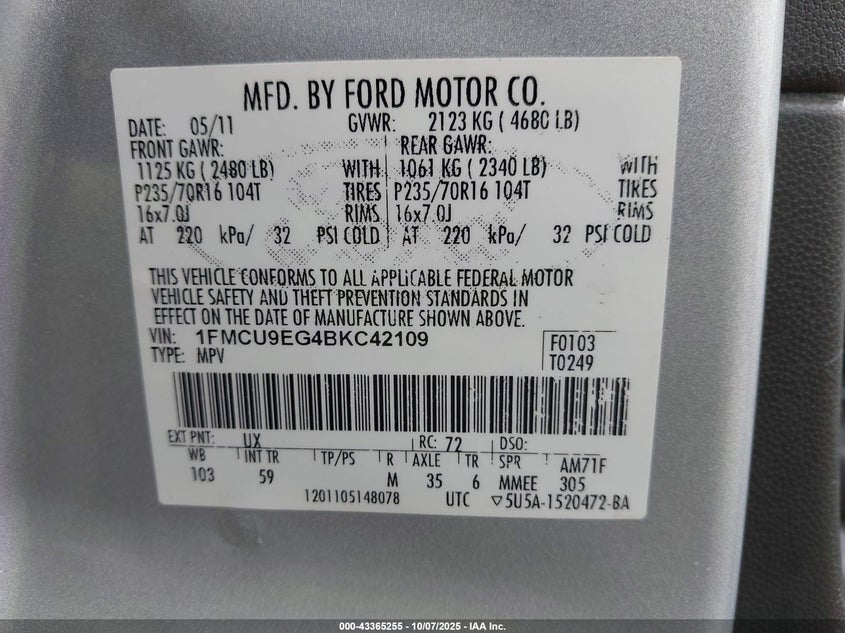 MFD. BY FORD MOTOR CO.
DATE: 05/11 GVWR: 2123 KG ( 4680 LB)
FRONT GAWR: REAR GAWR:
1125 KG ( 2480 LB) WITH 1061 KG ( 2340 LB) WITH
P235/70R16 104T TIRES P235/70R16 104T TIRES
16x7.0J RIMS 16x7.0J RIMS
AT 220 kPa/ 32 PSI COLD AT 220 kPa/ 32 PSI COLD
THIS VEHICLE CONFORMS TO ALL APPLICABLE FEDERAL MOTOR
VEHICLE SAFETY AND THEFT PREVENTION STANDARDS IN
EFFECT ON THE DATE OF MANUFACTURE SHOWN ABOVE.
VIN: 1FMCU9EG4BKC42109 F0103
TYPE: MPV T0249
EXT PNT: UX RC: 72 DSO:
WB INT TR TP/PS R AXLE TR SPR AM71F
103 59 M 35 6 MMEE 305
1201105148078 UTC ▽5U5A-1520472-BA
000-43365255 - 10/07/2025 - IAA Inc.